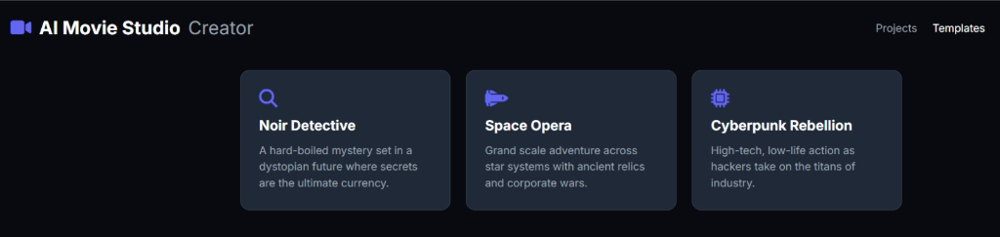 AI Movie Studio Creator
Projects
Templates
Noir Detective
A hard-boiled mystery set in a
dystopian future where secrets
are the ultimate currency.
Space Opera
Grand scale adventure across
star systems with ancient relics
and corporate wars.
Cyberpunk Rebellion
High-tech, low-life action as
hackers take on the titans of
industry.